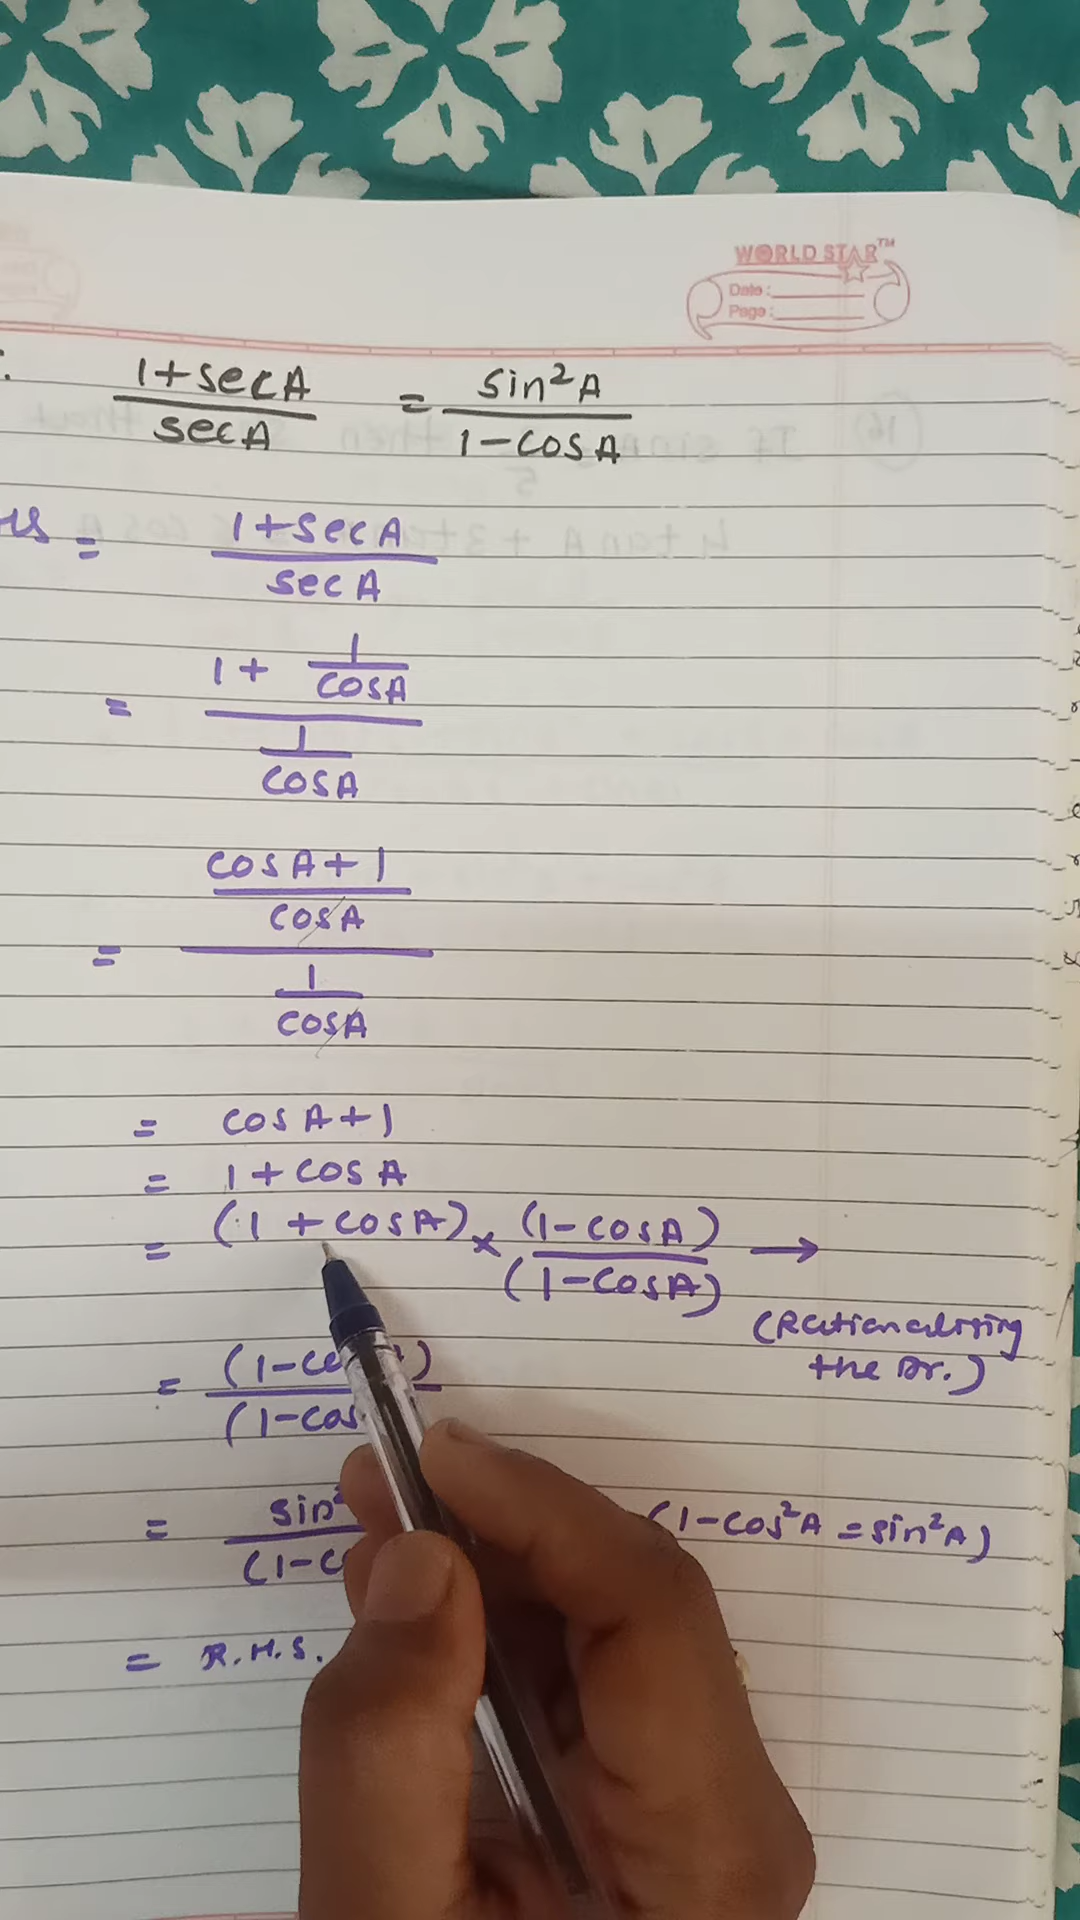 WORLD STAR™
Date:
Page:
1+secA / secA = sin²A / 1-cosA
= 1+secA / secA
= 1+ 1/cosA / 1/cosA
= cosA+1 / cosA / 1/cosA
= cosA+1
= 1+cosA
= (1+cosA) × (1-cosA) / (1-cosA) →
(Rationalising
the Dr.)
=
= (1-cos²A=sin²A)
= R.H.S.